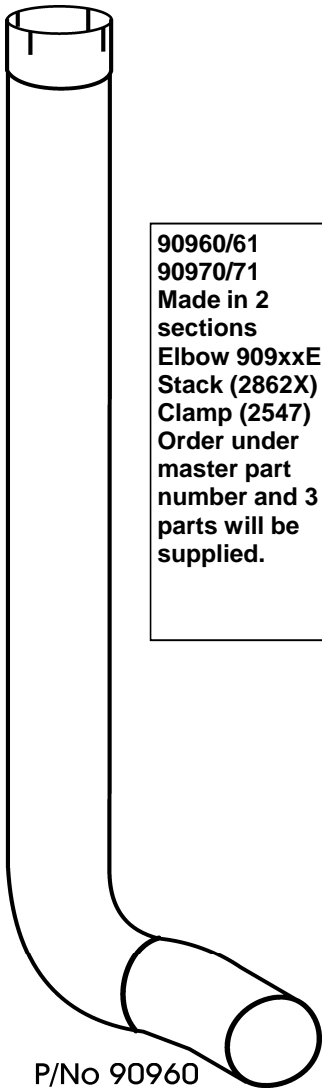 90960/61
90970/71
Made in 2
sections
Elbow 909xxE
Stack (2862X)
Clamp (2547)
Order under
master part
number and 3
parts will be
supplied.
P/No 90960